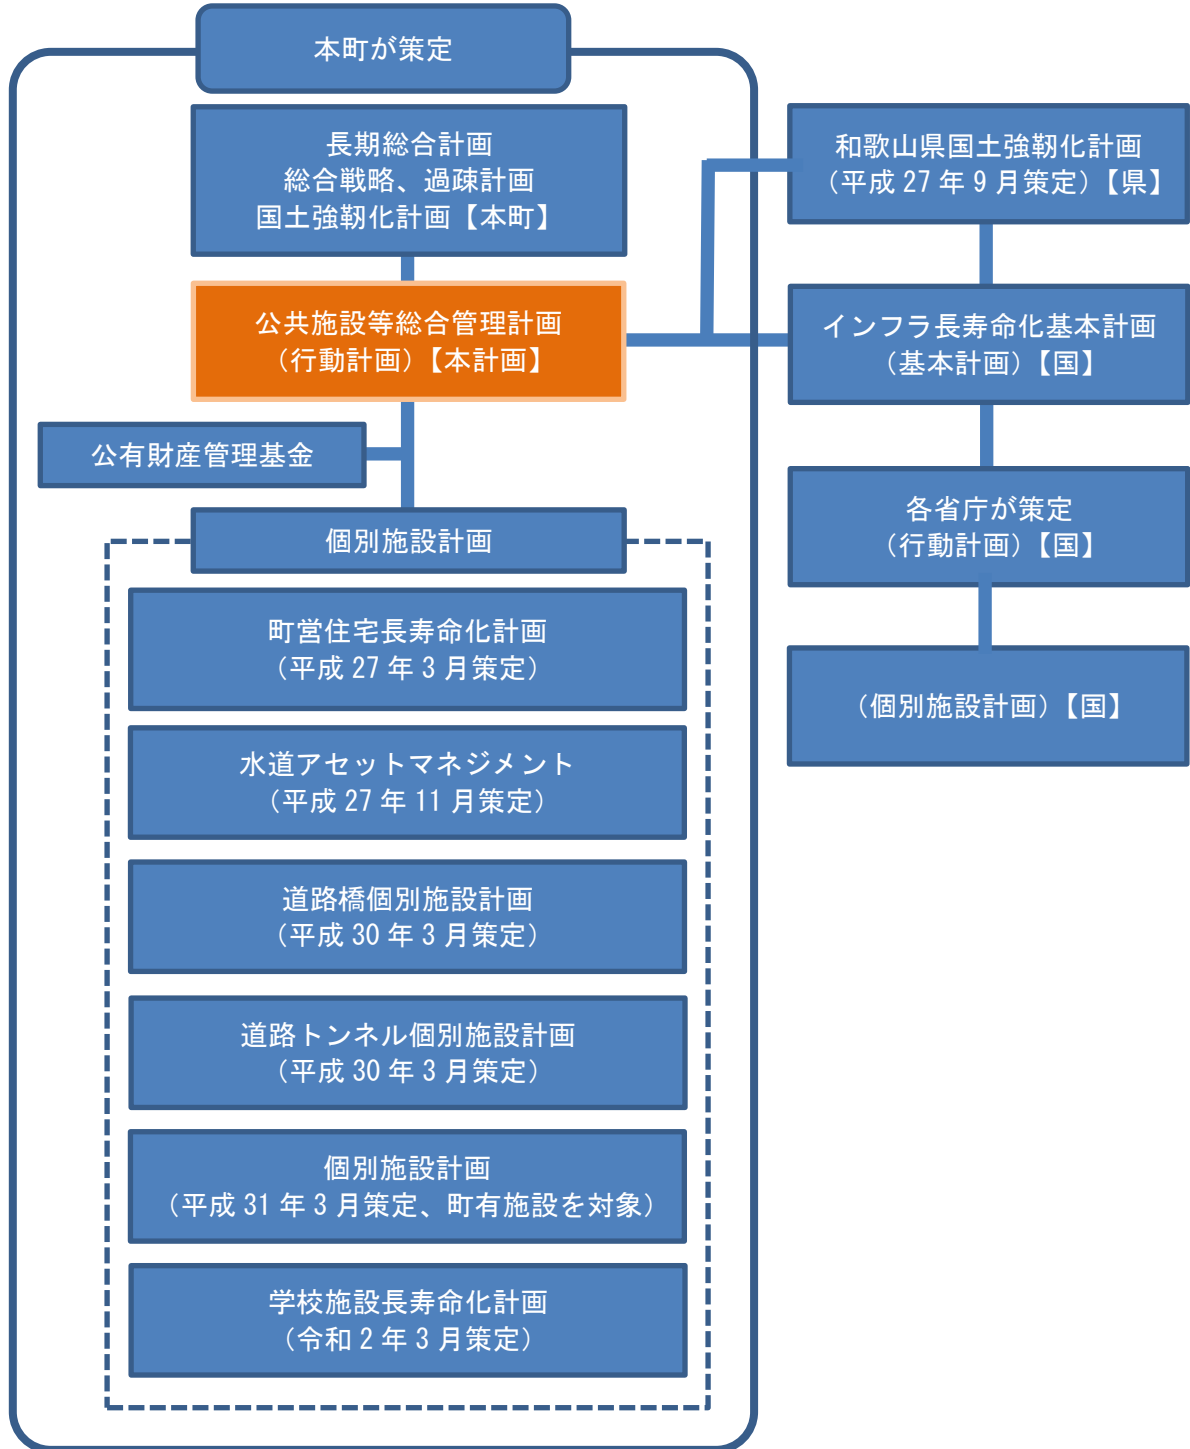 本町が策定
長期総合計画
総合戦略、過疎計画
国土強靭化計画【本町】
公共施設等総合管理計画
(行動計画)【本計画】
公有財産管理基金
個別施設計画
町営住宅長寿命化計画
(平成 27 年 3 月策定)
水道アセットマネジメント
(平成 27 年 11 月策定)
道路橋個別施設計画
(平成 30 年 3 月策定)
道路トンネル個別施設計画
(平成 30 年 3 月策定)
個別施設計画
(平成 31 年 3 月策定、町有施設を対象)
学校施設長寿命化計画
(令和 2 年 3 月策定)
和歌山県国土強靭化計画
(平成 27 年 9 月策定)【県】
インフラ長寿命化基本計画
(基本計画)【国】
各省庁が策定
(行動計画)【国】
(個別施設計画)【国】